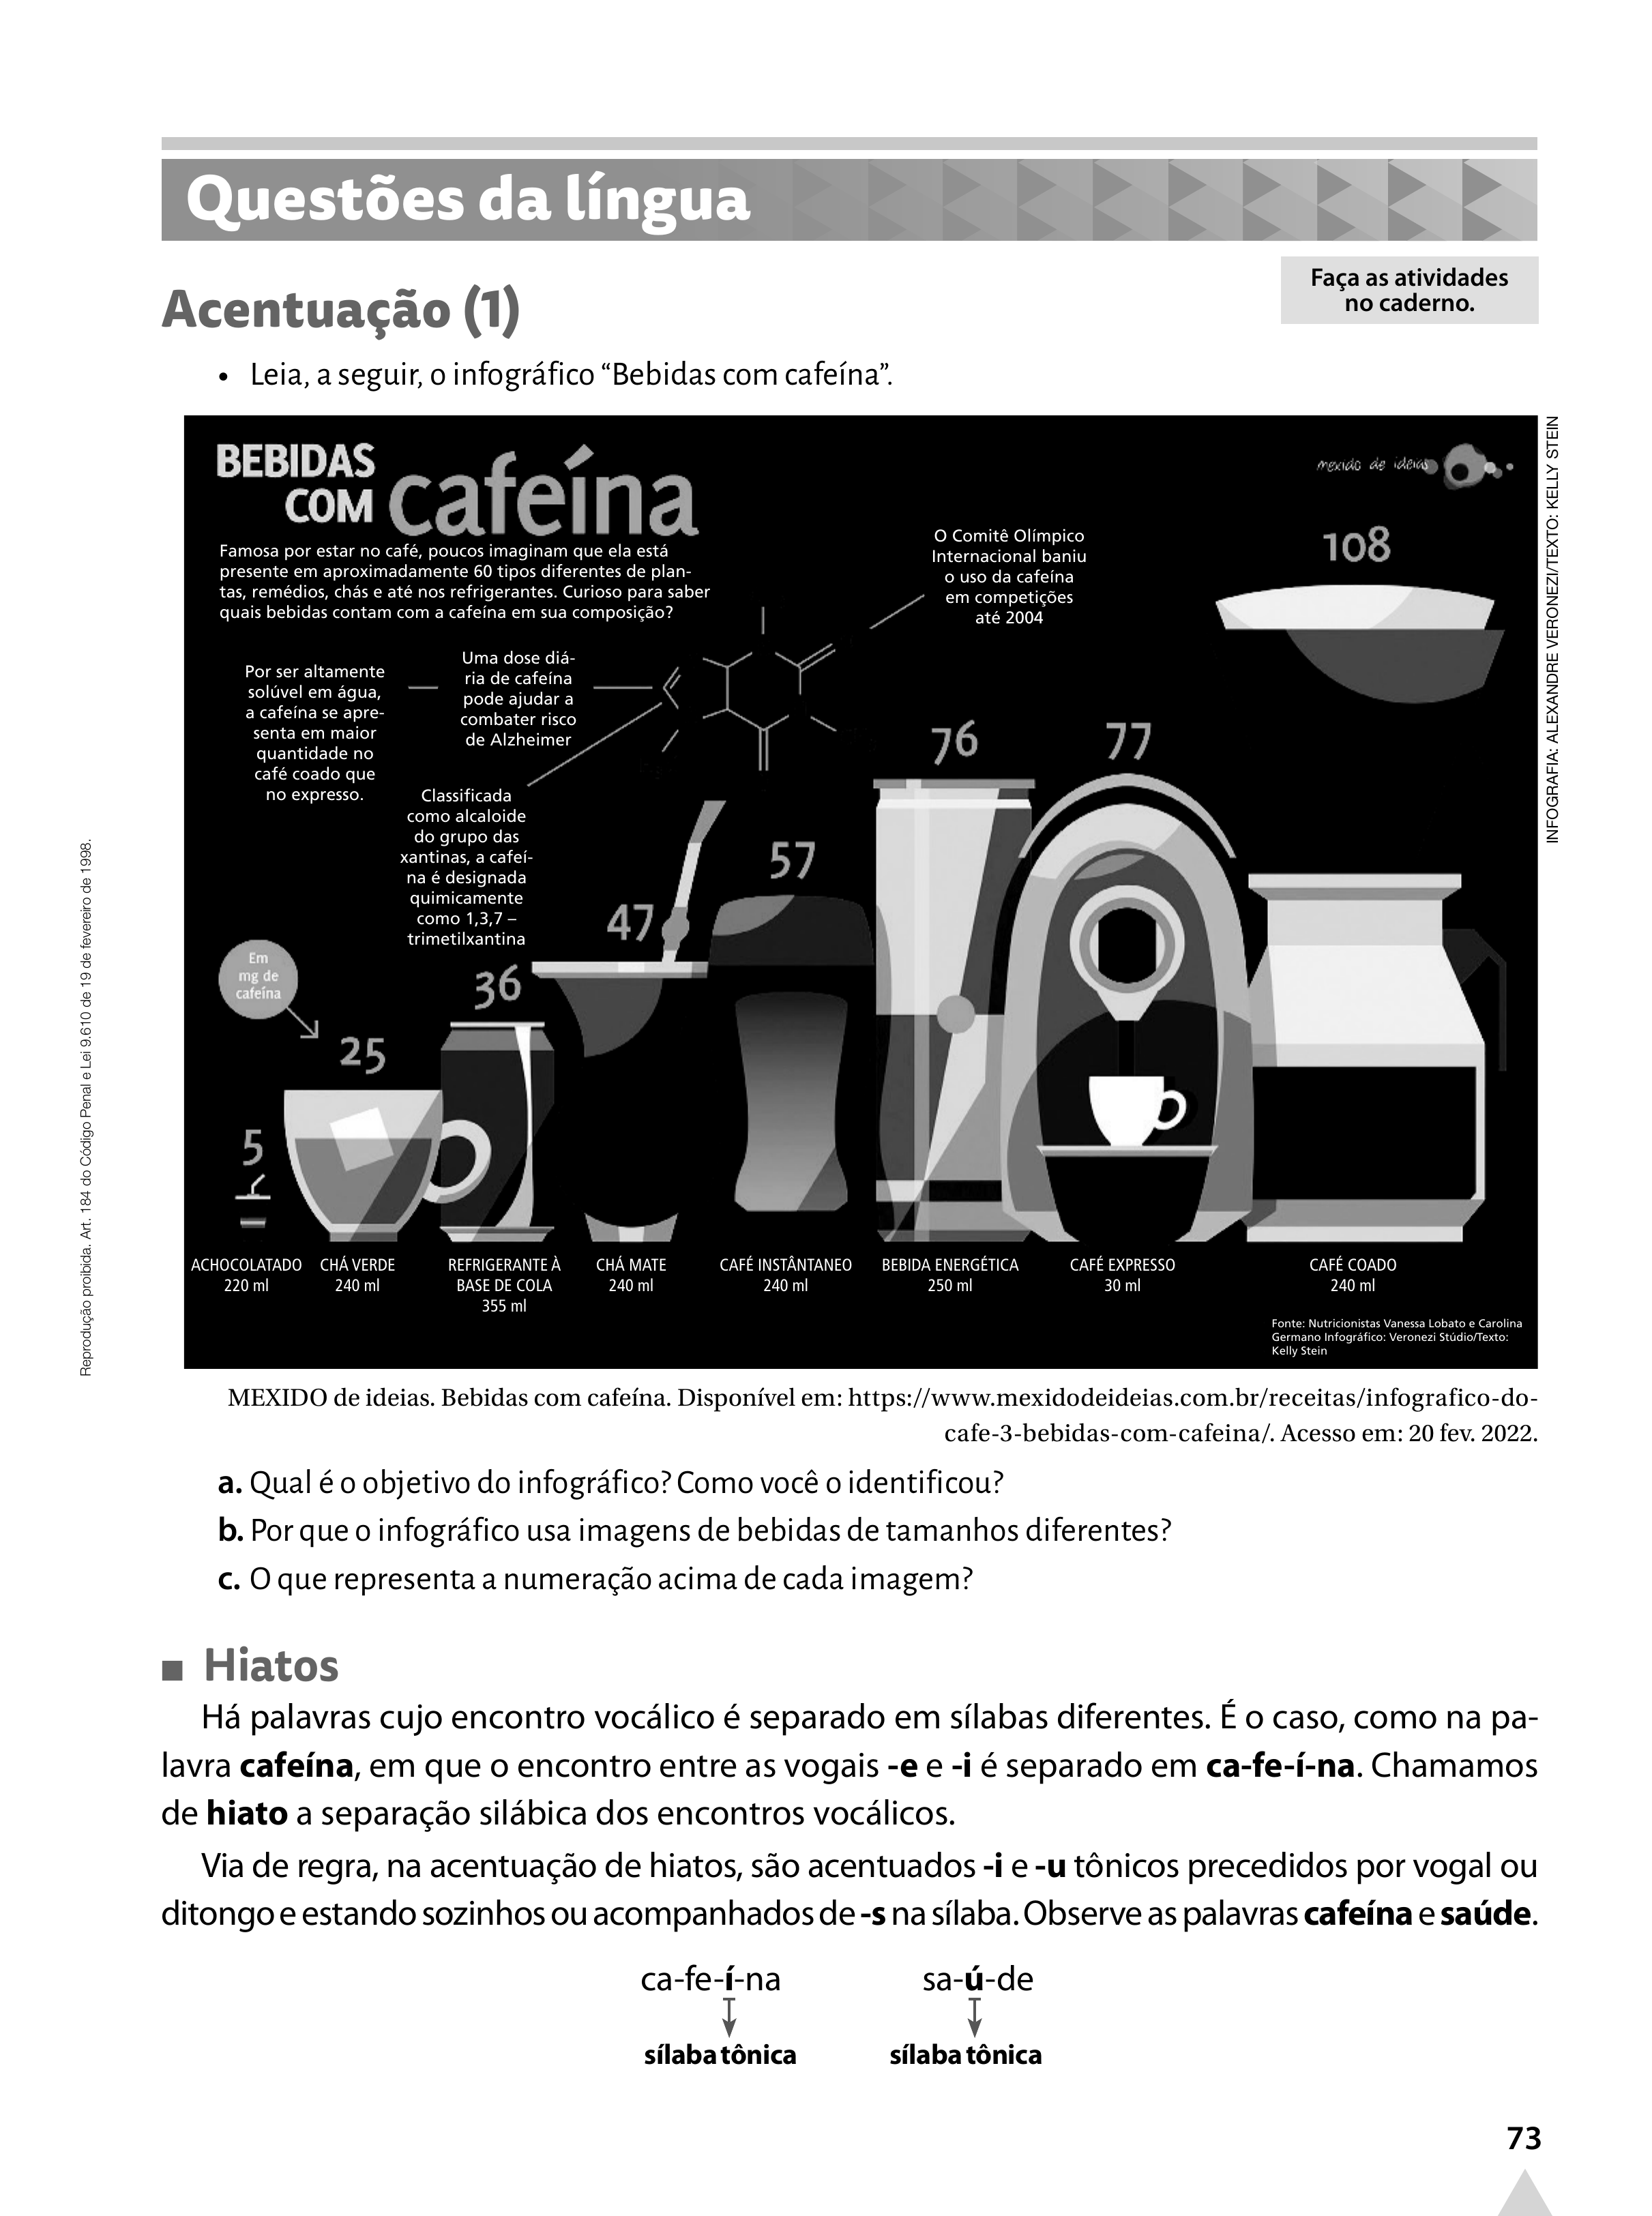 Questões da língua
Acentuação (1)
Faça as atividades
no caderno.
• Leia, a seguir, o infográfico “Bebidas com cafeína”.
BEBIDAS
COM cafeína
mexido de ideias
Famosa por estar no café, poucos imaginam que ela está
presente em aproximadamente 60 tipos diferentes de plan-
tas, remédios, chás e até nos refrigerantes. Curioso para saber
quais bebidas contam com a cafeína em sua composição?
O Comitê Olímpico
Internacional baniu
o uso da cafeína
em competições
até 2004
Por ser altamente
solúvel em água,
a cafeína se apre-
senta em maior
quantidade no
café coado que
no expresso.
Uma dose diá-
ria de cafeína
pode ajudar a
combater risco
de Alzheimer
Classificada
como alcaloide
do grupo das
xantinas, a cafeí-
na é designada
quimicamente
como 1,3,7 –
trimetilxantina
Em
mg de
cafeína
5
25
36
47
57
76
77
108
ACHOCOLATADO
220 ml
CHÁ VERDE
240 ml
REFRIGERANTE À
BASE DE COLA
355 ml
CHÁ MATE
240 ml
CAFÉ INSTÂNTANEO
240 ml
BEBIDA ENERGÉTICA
250 ml
CAFÉ EXPRESSO
30 ml
CAFÉ COADO
240 ml
Fonte: Nutricionistas Vanessa Lobato e Carolina
Germano Infográfico: Veronezi Stúdio/Texto:
Kelly Stein
INFOGRAFIA: ALEXANDRE VERONEZI/TEXTO: KELLY STEIN
Reprodução proibida. Art. 184 do Código Penal e Lei 9.610 de 19 de fevereiro de 1998.
MEXIDO de ideias. Bebidas com cafeína. Disponível em: https://www.mexidodeideias.com.br/receitas/infografico-do-
cafe-3-bebidas-com-cafeina/. Acesso em: 20 fev. 2022.
a. Qual é o objetivo do infográfico? Como você o identificou?
b. Por que o infográfico usa imagens de bebidas de tamanhos diferentes?
c. O que representa a numeração acima de cada imagem?
■ Hiatos
Há palavras cujo encontro vocálico é separado em sílabas diferentes. É o caso, como na pa-
lavra cafeína, em que o encontro entre as vogais -e e -i é separado em ca-fe-í-na. Chamamos
de hiato a separação silábica dos encontros vocálicos.
Via de regra, na acentuação de hiatos, são acentuados -i e -u tônicos precedidos por vogal ou
ditongo e estando sozinhos ou acompanhados de -s na sílaba. Observe as palavras cafeína e saúde.
ca-fe-í-na
sa-ú-de
sílaba tônica
sílaba tônica
73